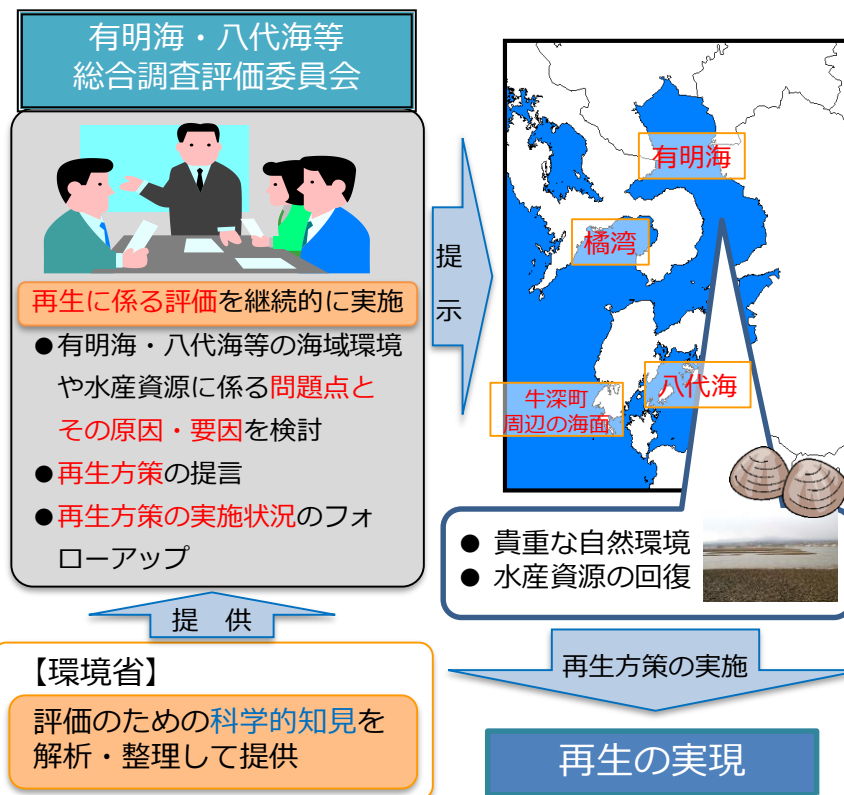 有明海・八代海等
総合調査評価委員会
再生に係る評価を継続的に実施
●有明海・八代海等の海域環境
や水産資源に係る問題点と
その原因・要因を検討
●再生方策の提言
●再生方策の実施状況のフォ
ローアップ
提 供
【環境省】
評価のための科学的知見を
解析・整理して提供
提
示
有明海
橘湾
八代海
牛深町
周辺の海面
● 貴重な自然環境
● 水産資源の回復
再生方策の実施
再生の実現